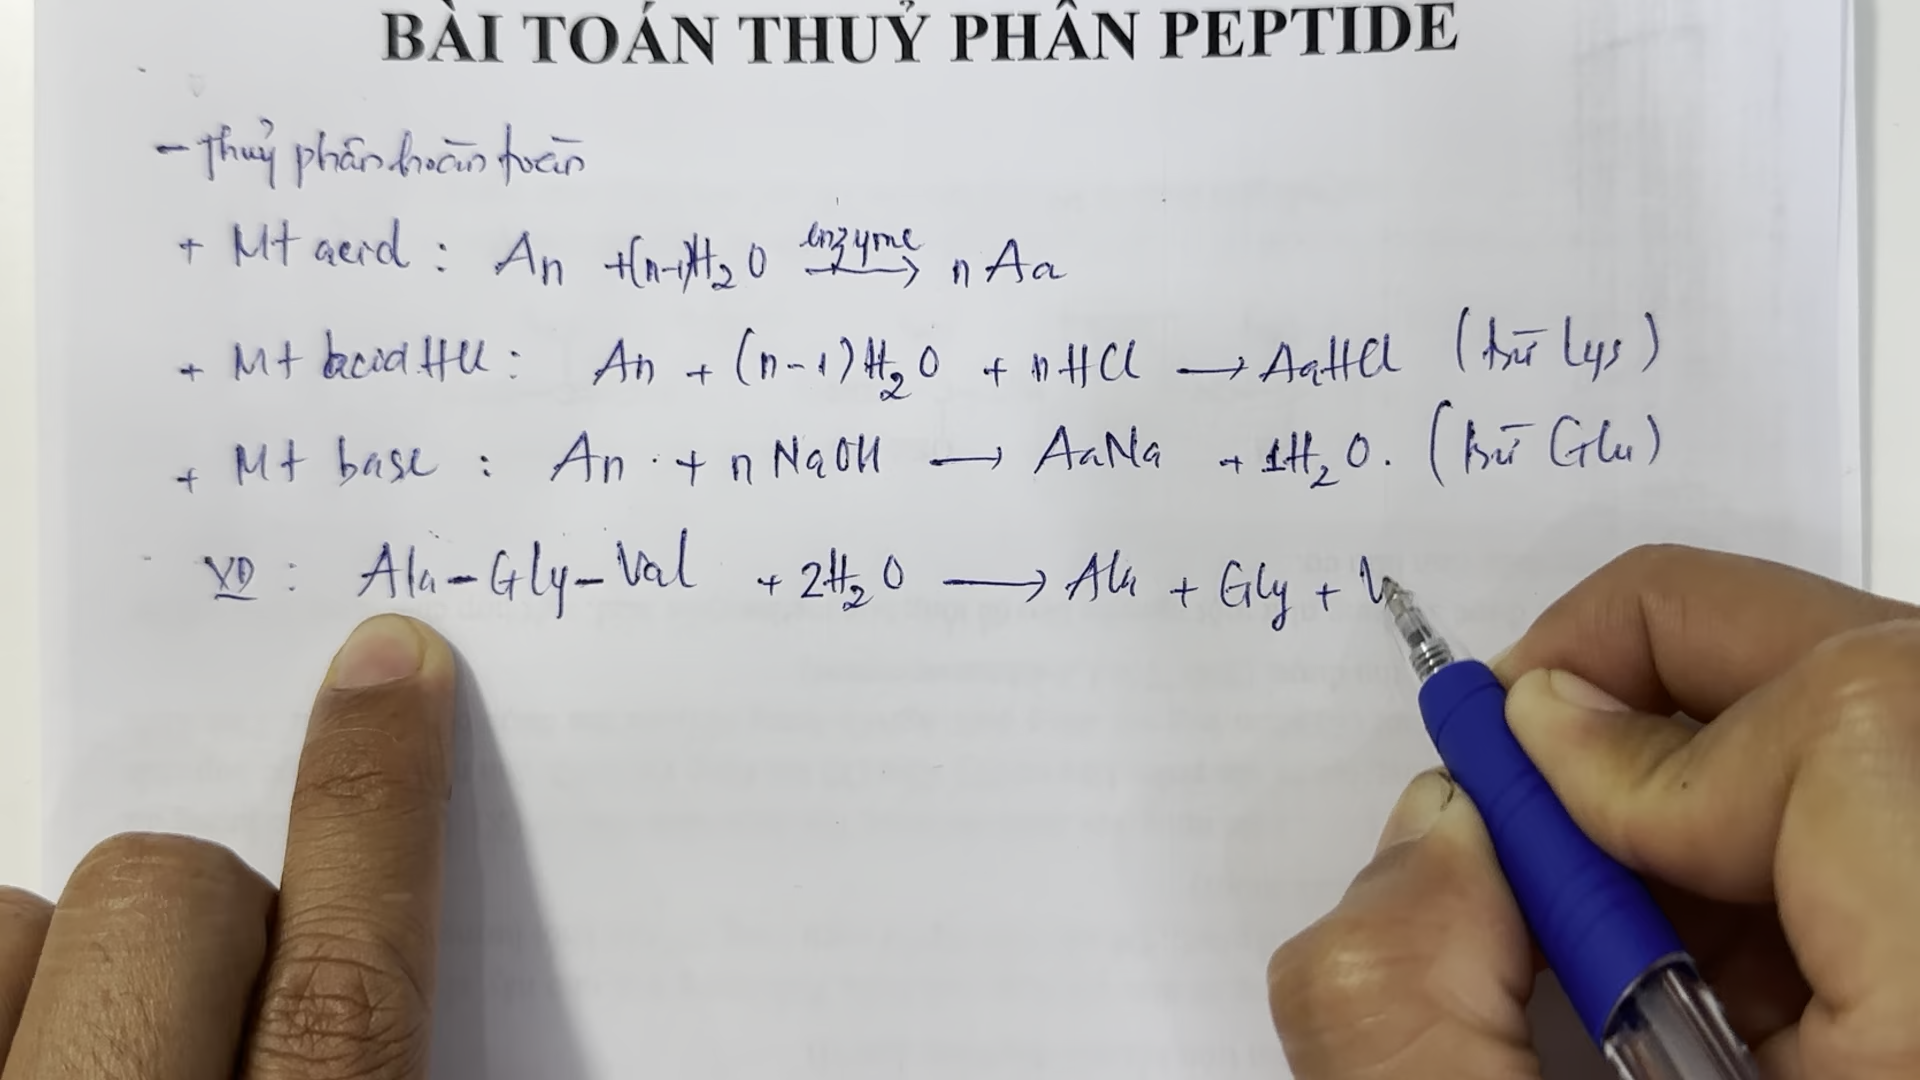 BÀI TOÁN THUỶ PHÂN PEPTIDE
- Thuỷ phân hoàn toàn
+ Mt acid : An +(n-1)H2O enzyme → n Aa
+ Mt acid HCl : An + (n-1) H2O + nHCl → AaHCl (trừ Lys)
+ Mt base : An + n NaOH → AaNa + 1H2O. (trừ Glu)
VD : Ala-Gly-Val + 2H2O → Ala + Gly + V